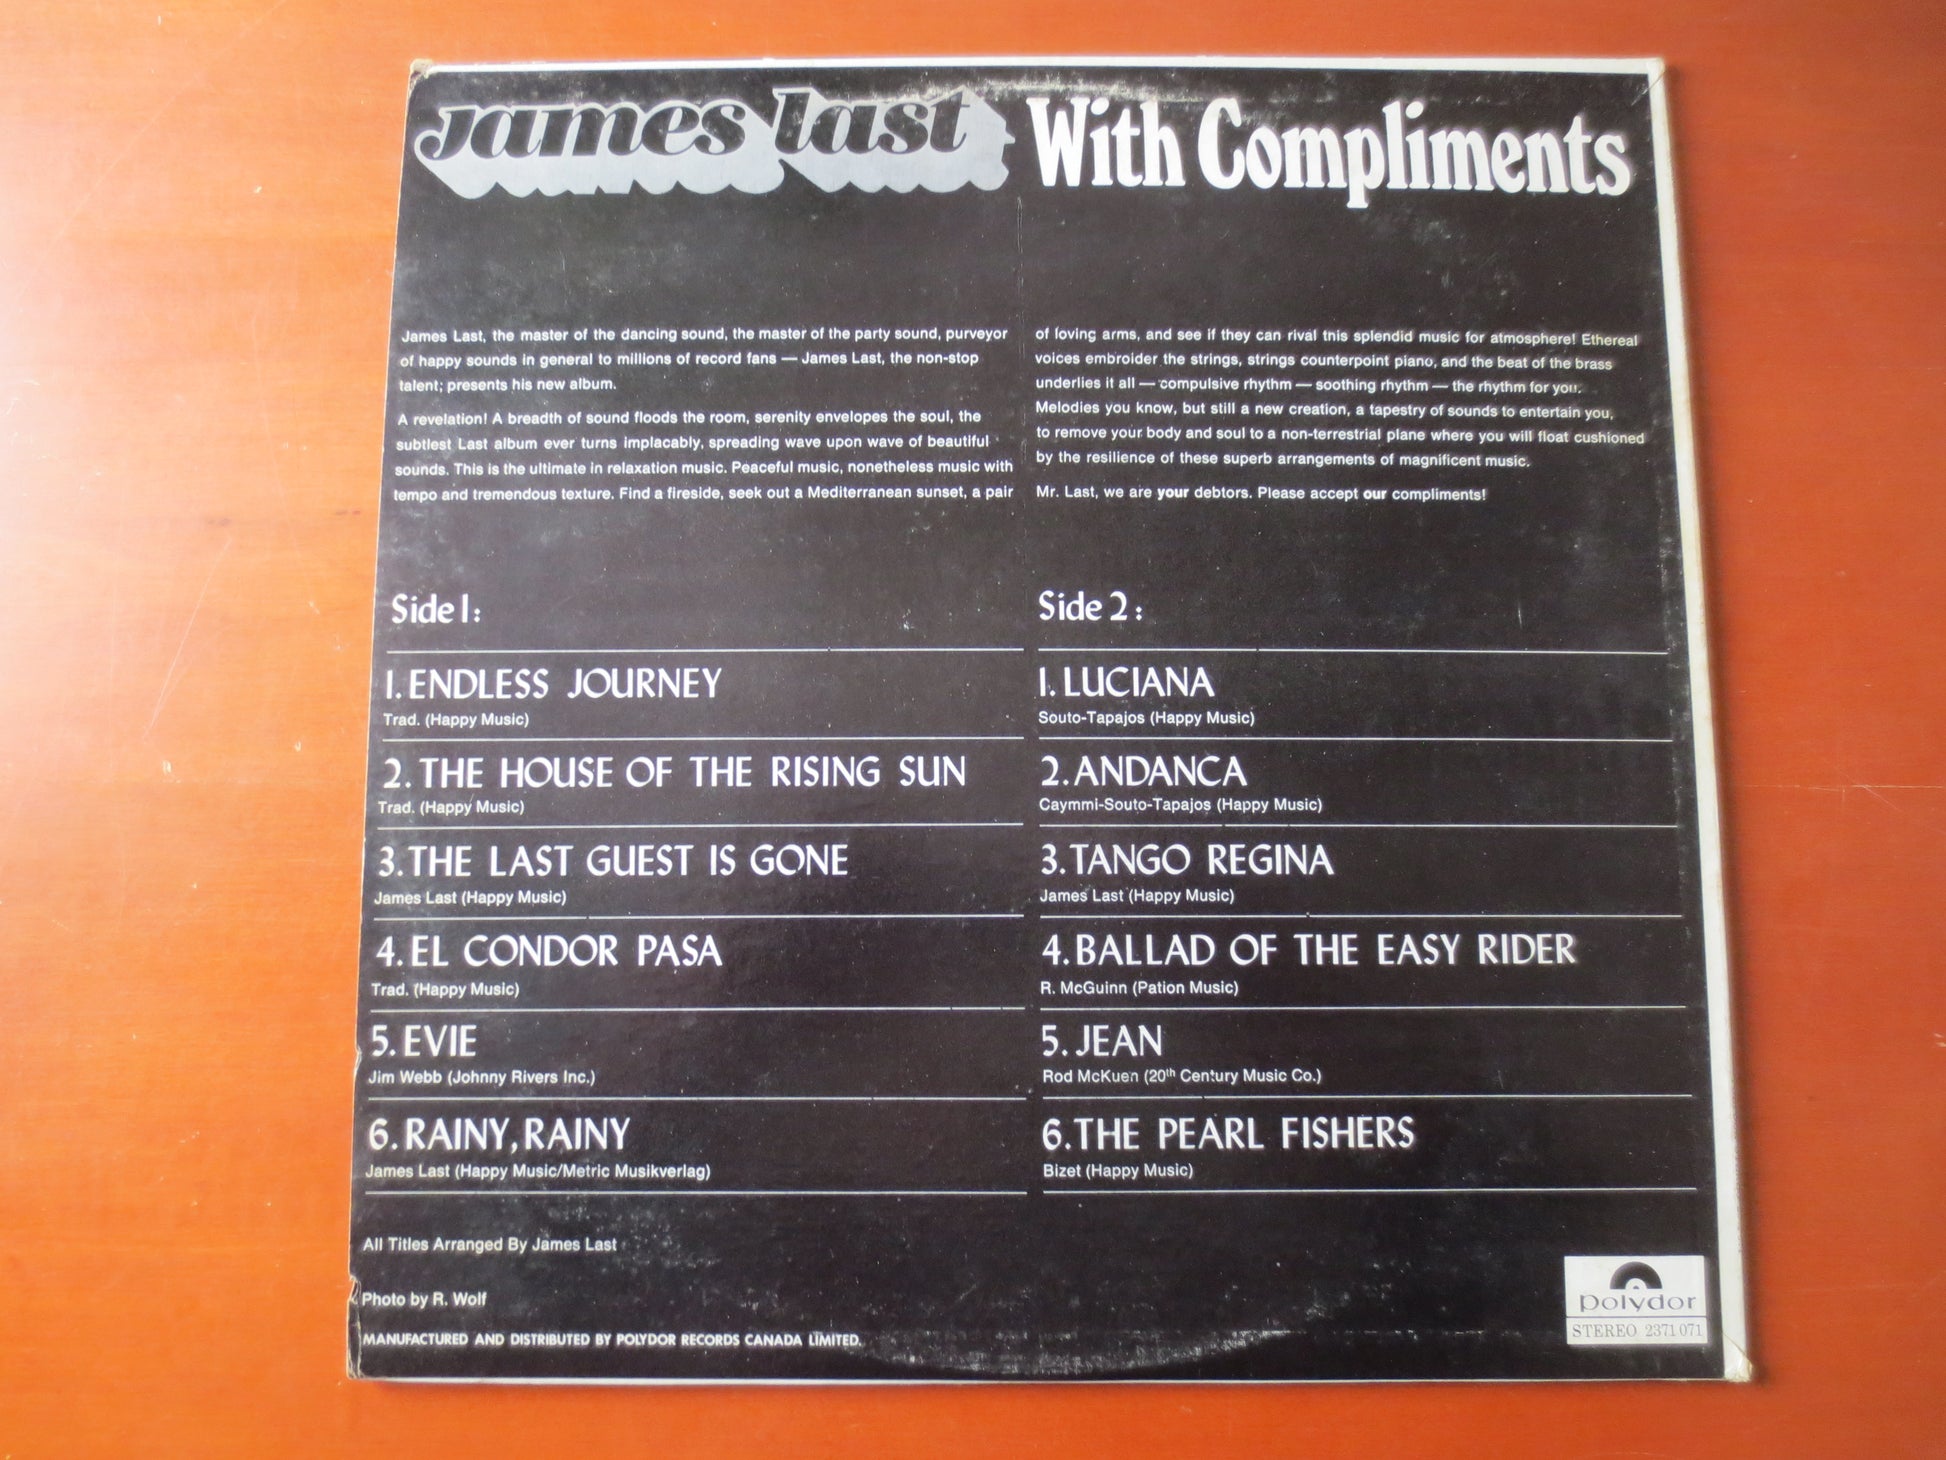 james last With Compliments
James Last, the master of the dancing sound, the master of the party sound, purveyor
of happy sounds in general to millions of record fans — James Last, the non-stop
talent; presents his new album.
A revelation! A breadth of sound floods the room, serenity envelopes the soul, the
subtlest Last album ever turns implacably, spreading wave upon wave of beautiful
sounds. This is the ultimate in relaxation music. Peaceful music, nonetheless music with
tempo and tremendous texture. Find a fireside, seek out a Mediterranean sunset, a pair
of loving arms, and see if they can rival this splendid music for atmosphere! Ethereal
voices embroider the strings, strings counterpoint piano, and the beat of the brass
underlies it all — compulsive rhythm — soothing rhythm — the rhythm for you.
Melodies you know, but still a new creation, a tapestry of sounds to entertain you,
to remove your body and soul to a non-terrestrial plane where you will float cushioned
by the resilience of these superb arrangements of magnificent music.
Mr. Last, we are your debtors. Please accept our compliments!
Side 1:
1. ENDLESS JOURNEY
Trad. (Happy Music)
2. THE HOUSE OF THE RISING SUN
Trad. (Happy Music)
3. THE LAST GUEST IS GONE
James Last (Happy Music)
4. EL CONDOR PASA
Trad. (Happy Music)
5. EVIE
Jim Webb (Johnny Rivers Inc.)
6. RAINY, RAINY
James Last (Happy Music/Metric Musikverlag)
Side 2:
1. LUCIANA
Souto-Tapajos (Happy Music)
2. ANDANCA
Caymmi-Souto-Tapajos (Happy Music)
3. TANGO REGINA
James Last (Happy Music)
4. BALLAD OF THE EASY RIDER
R. McGuinn (Pation Music)
5. JEAN
Rod McKuen (20th Century Music Co.)
6. THE PEARL FISHERS
Bizet (Happy Music)
All Titles Arranged By James Last
Photo by R. Wolf
MANUFACTURED AND DISTRIBUTED BY POLYDOR RECORDS CANADA LIMITED.
polydor
STEREO 2371 071